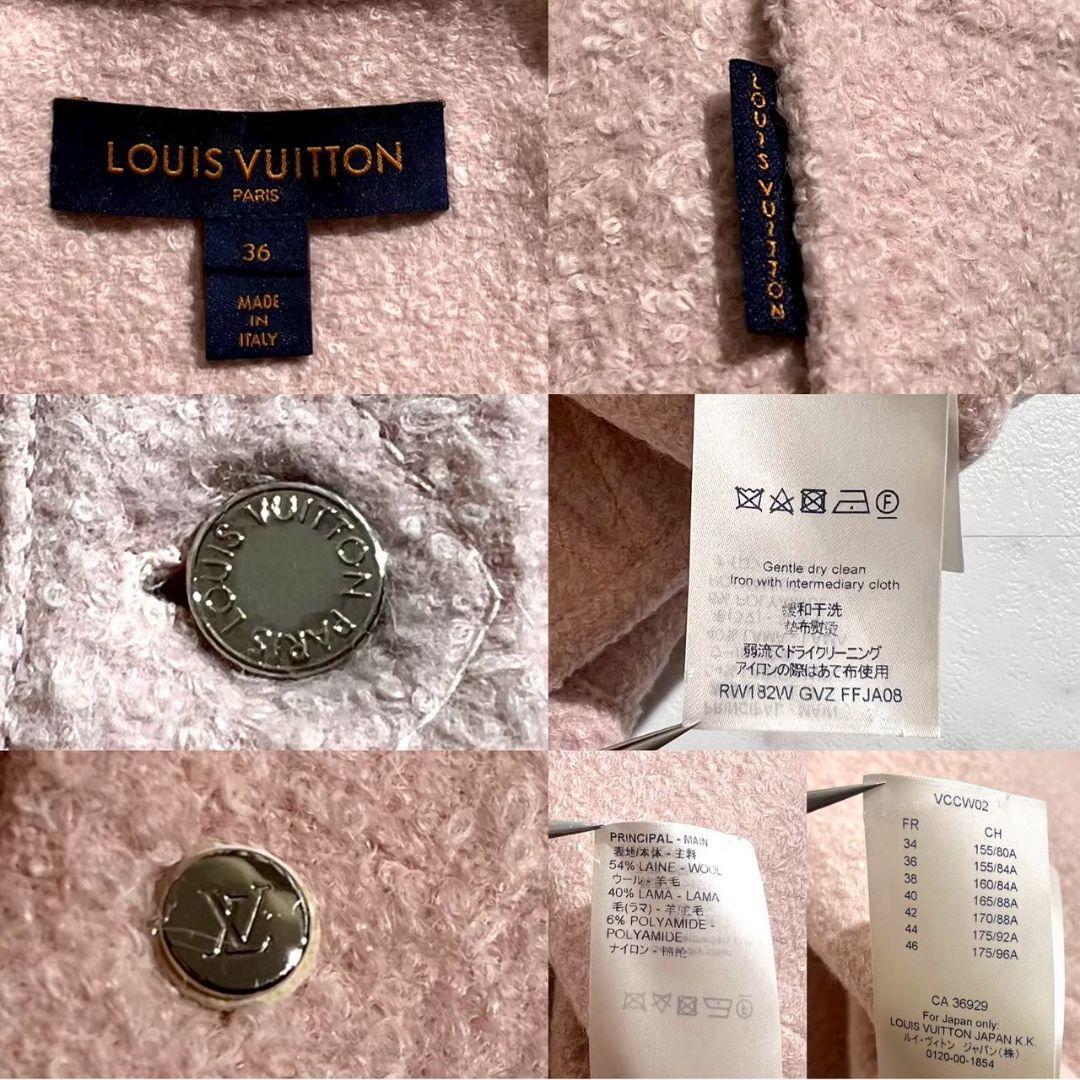 LOUIS VUITTON
PARIS
36
MADE
IN
ITALY
LOUIS VUITTON
LOUIS VUITTON PARIS
F
Gentle dry clean
Iron with intermediary cloth
缓和干洗
垫布熨烫
弱流でドライクリーニング
アイロンの際はあて布使用
RW182W GVZ FFJA08
LV
PRINCIPAL - MAIN
表地/本体 - 主料
54% LAINE - WOOL
ウール - 羊毛
40% LAMA - LAMA
毛(ラマ) - 羊驼毛
6% POLYAMIDE -
POLYAMIDE
ナイロン - 锦纶
VCCW02
FR CH
34 155/80A
36 155/84A
38 160/84A
40 165/88A
42 170/88A
44 175/92A
46 175/96A
CA 36929
For Japan only:
LOUIS VUITTON JAPAN K.K.
ルイ・ヴィトン ジャパン(株)
0120-00-1854